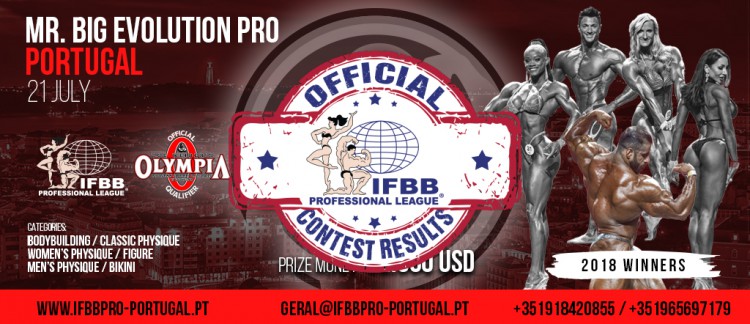 MR. BIG EVOLUTION PRO
PORTUGAL
21 JULY
IFBB
PROFESSIONAL LEAGUE®
OFFICIAL
OLYMPIA
QUALIFIER
CATEGORIES:
BODYBUILDING / CLASSIC PHYSIQUE
WOMEN'S PHYSIQUE / FIGURE
MEN'S PHYSIQUE / BIKINI
OFFICIAL
IFBB
PROFESSIONAL LEAGUE®
CONTEST RESULTS
PRIZE USD
2018 WINNERS
WWW.IFBBPRO-PORTUGAL.PT
GERAL@IFBBPRO-PORTUGAL.PT
+351918420855 / +351965697179